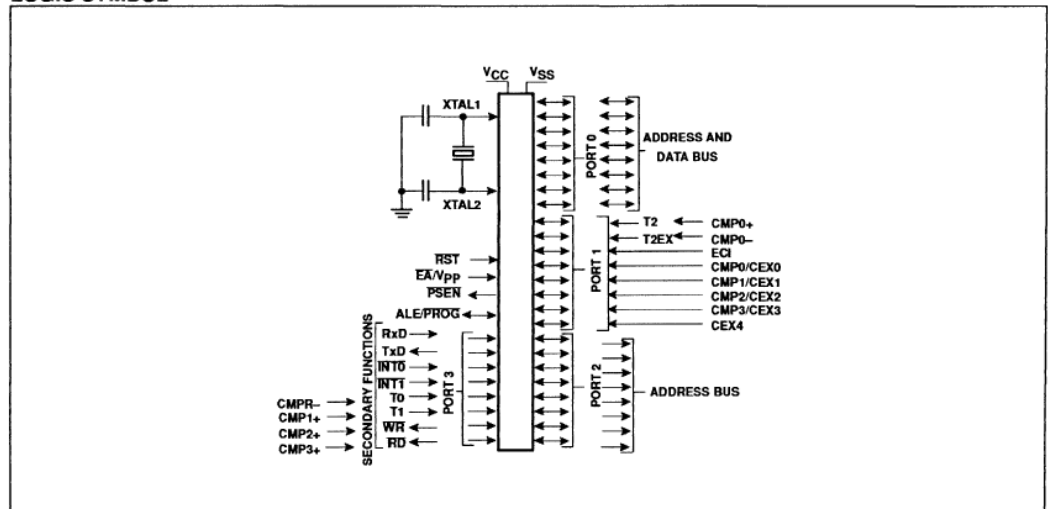 VCC VSS
XTAL1
XTAL2
PORT 0
ADDRESS AND
DATA BUS
RST
EA/VPP
PSEN
ALE/PROG
PORT 1
T2 CMP0+
T2EX CMP0–
ECI
CMP0/CEX0
CMP1/CEX1
CMP2/CEX2
CMP3/CEX3
CEX4
SECONDARY FUNCTIONS
RxD
TxD
INT0
INT1
T0
T1
WR
RD
CMPR–
CMP1+
CMP2+
CMP3+
PORT 3
PORT 2
ADDRESS BUS